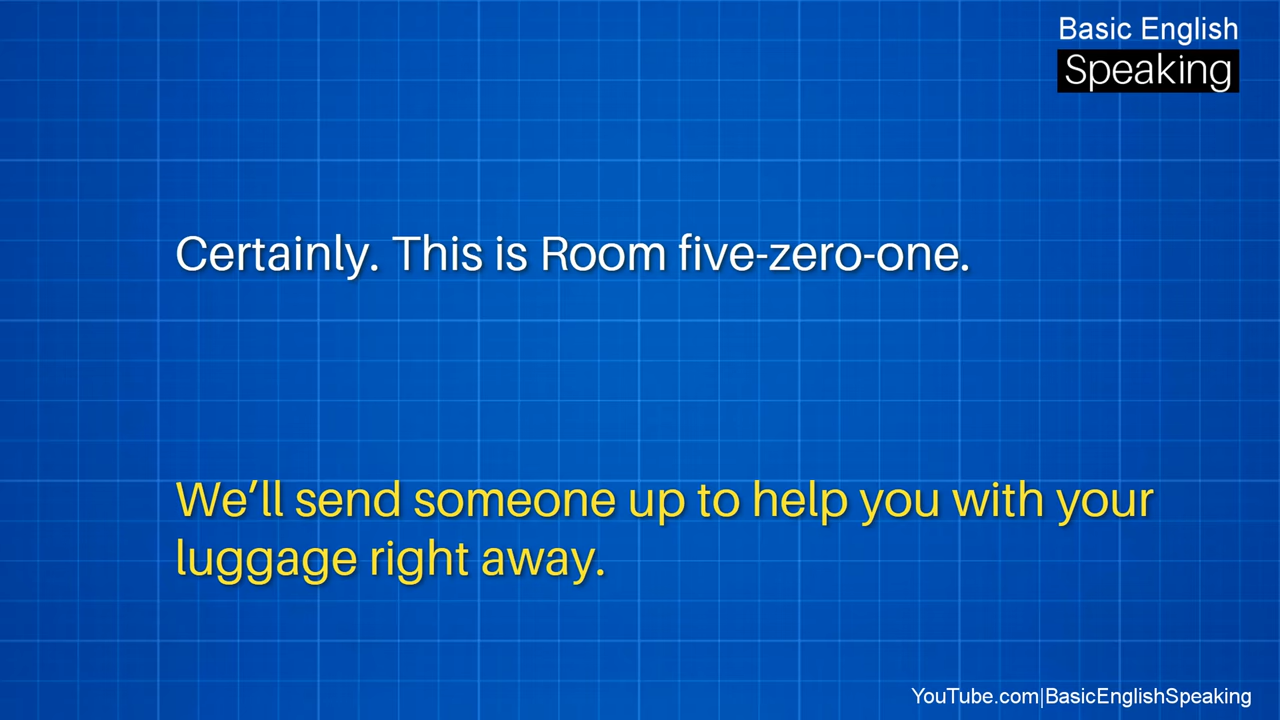 Basic English
Speaking
Certainly. This is Room five-zero-one.
We’ll send someone up to help you with your
luggage right away.
YouTube.com|BasicEnglishSpeaking